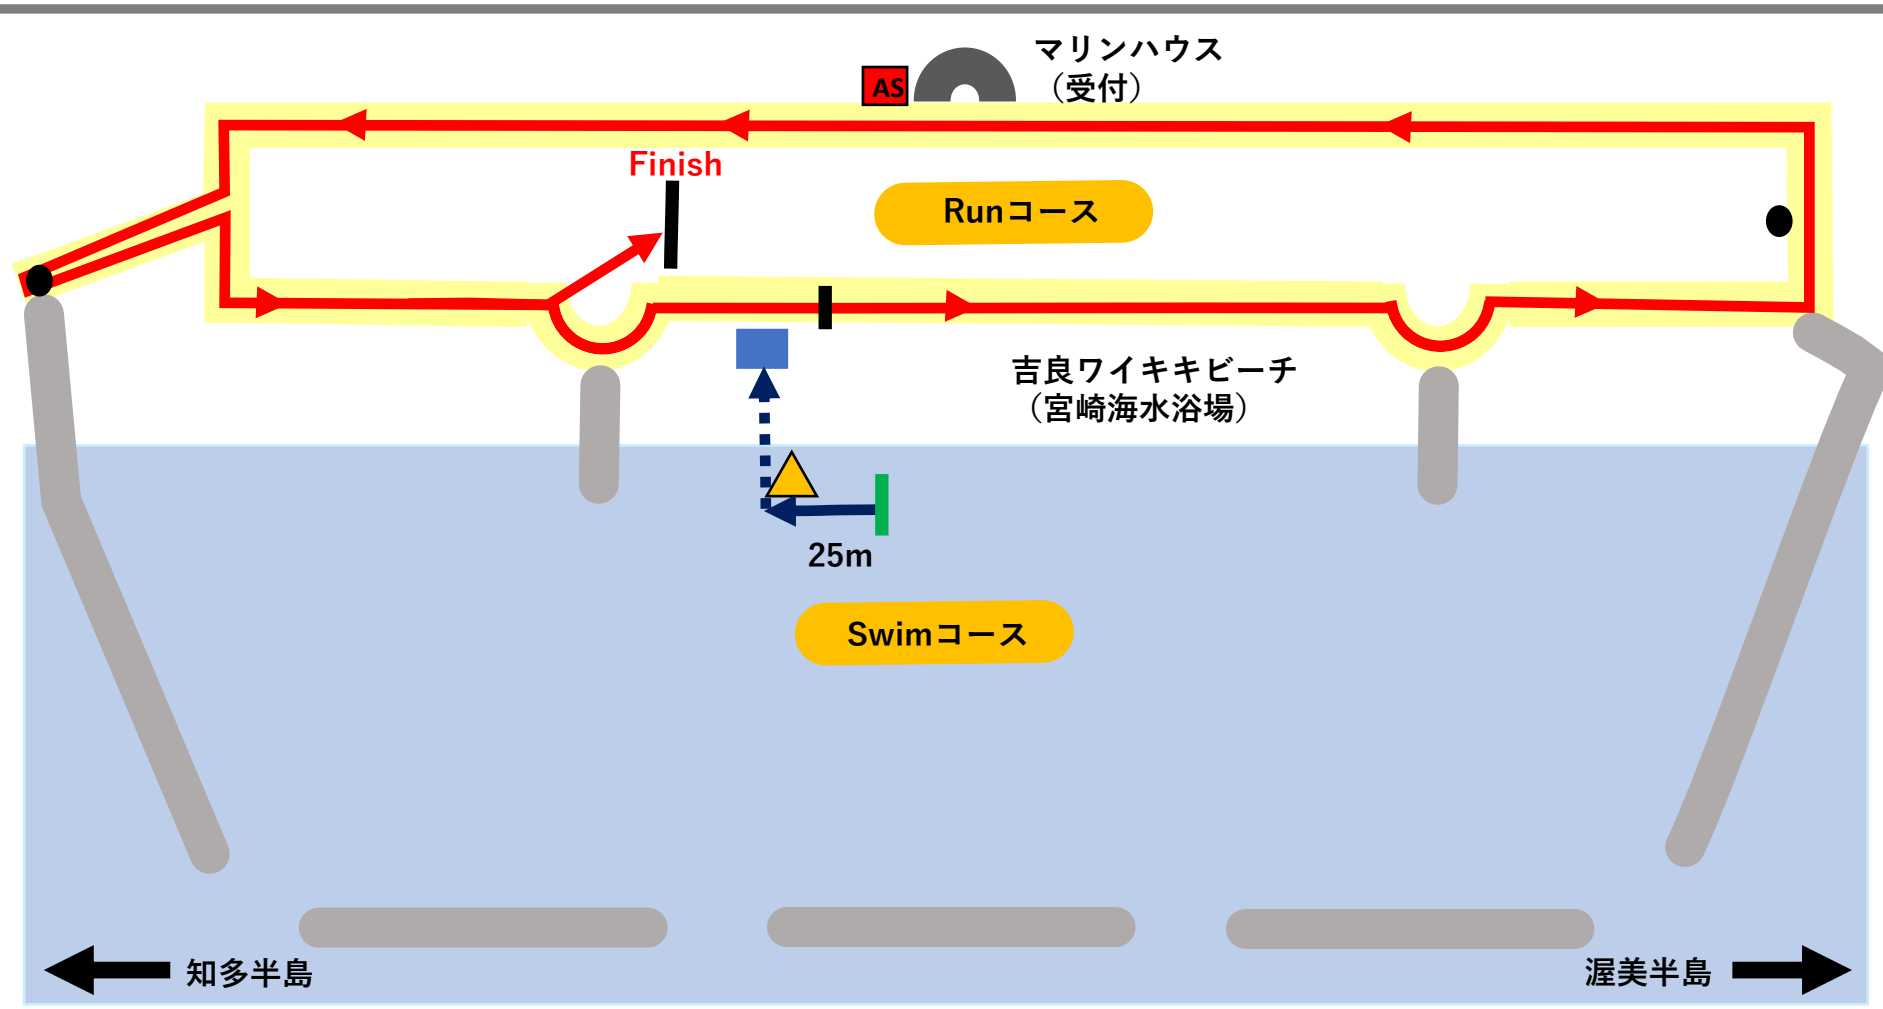 マリンハウス
（受付）
AS
Finish
Runコース
吉良ワイキキビーチ
（宮崎海水浴場）
25m
Swimコース
知多半島
渥美半島